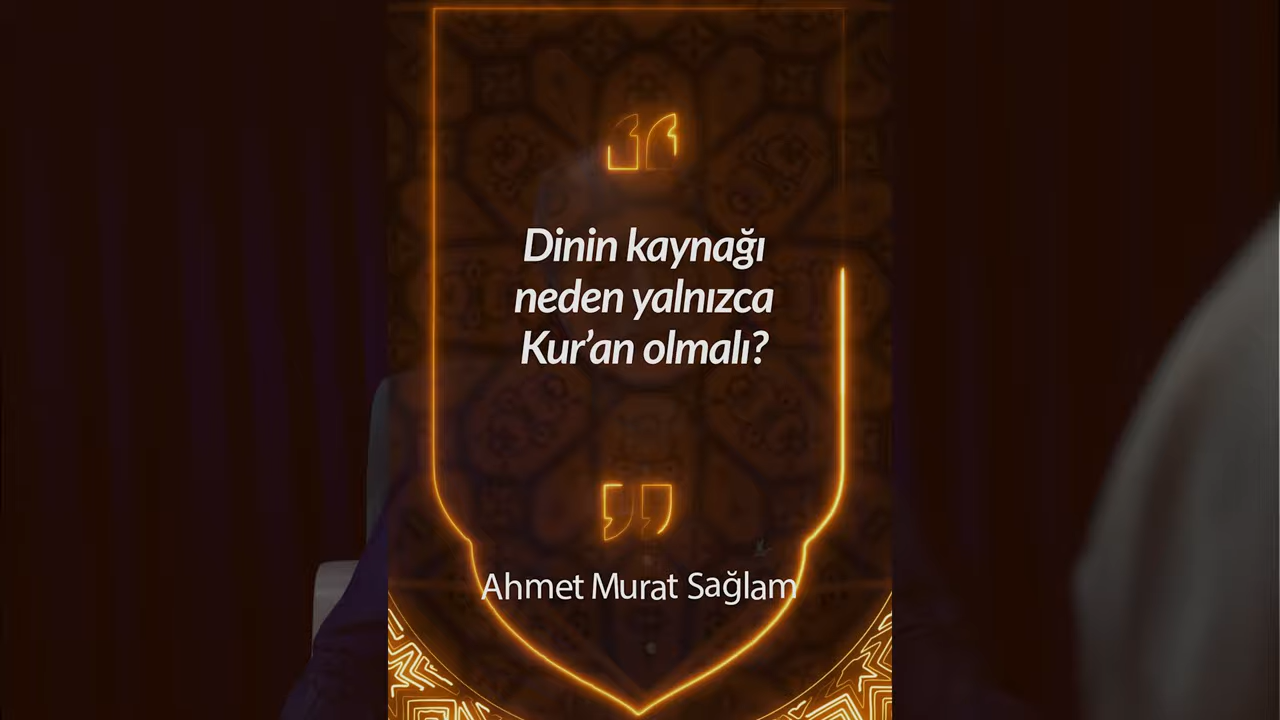 Dinin kaynağı
neden yalnızca
Kur’an olmalı?
Ahmet Murat Sağlam